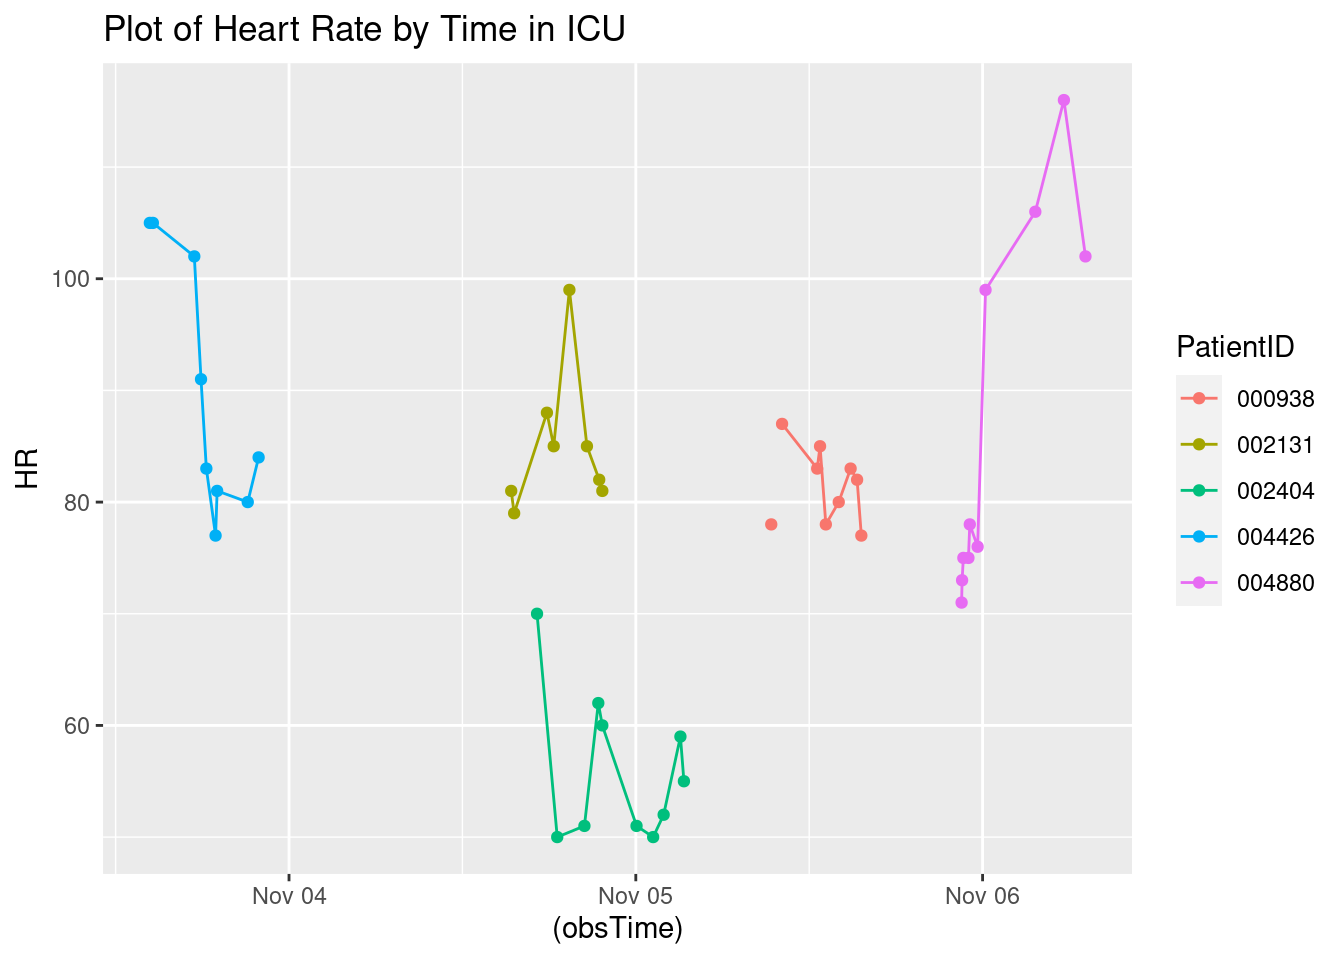 Plot of Heart Rate by Time in ICU
HR
100
80
60
Nov 04
Nov 05
Nov 06
(obsTime)
PatientID
000938
002131
002404
004426
004880